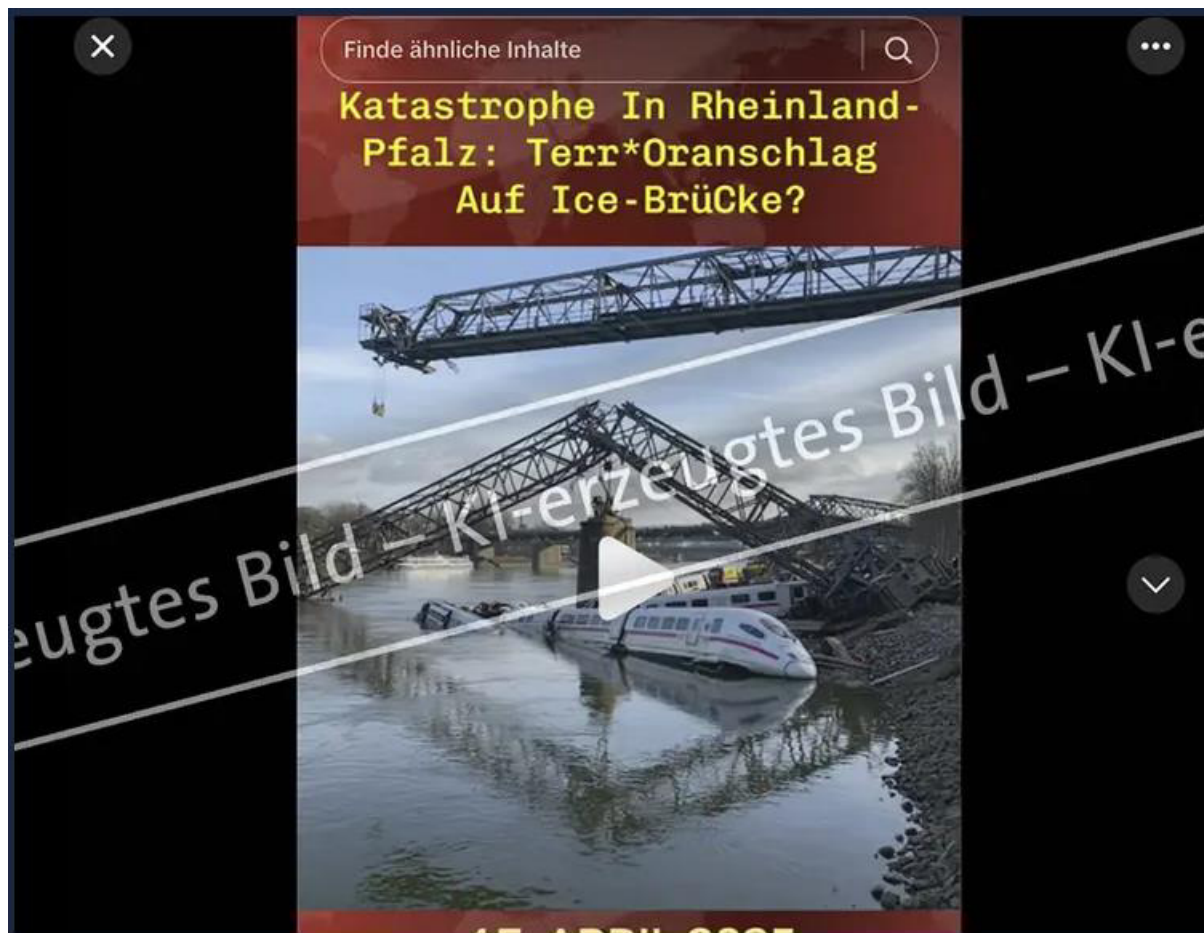 Finde ähnliche Inhalte
Katastrophe In Rheinland-
Pfalz: Terr*Oranschlag
Auf Ice-BrüCke?
eugtes Bild – KI-erzeugtes Bild – KI-e